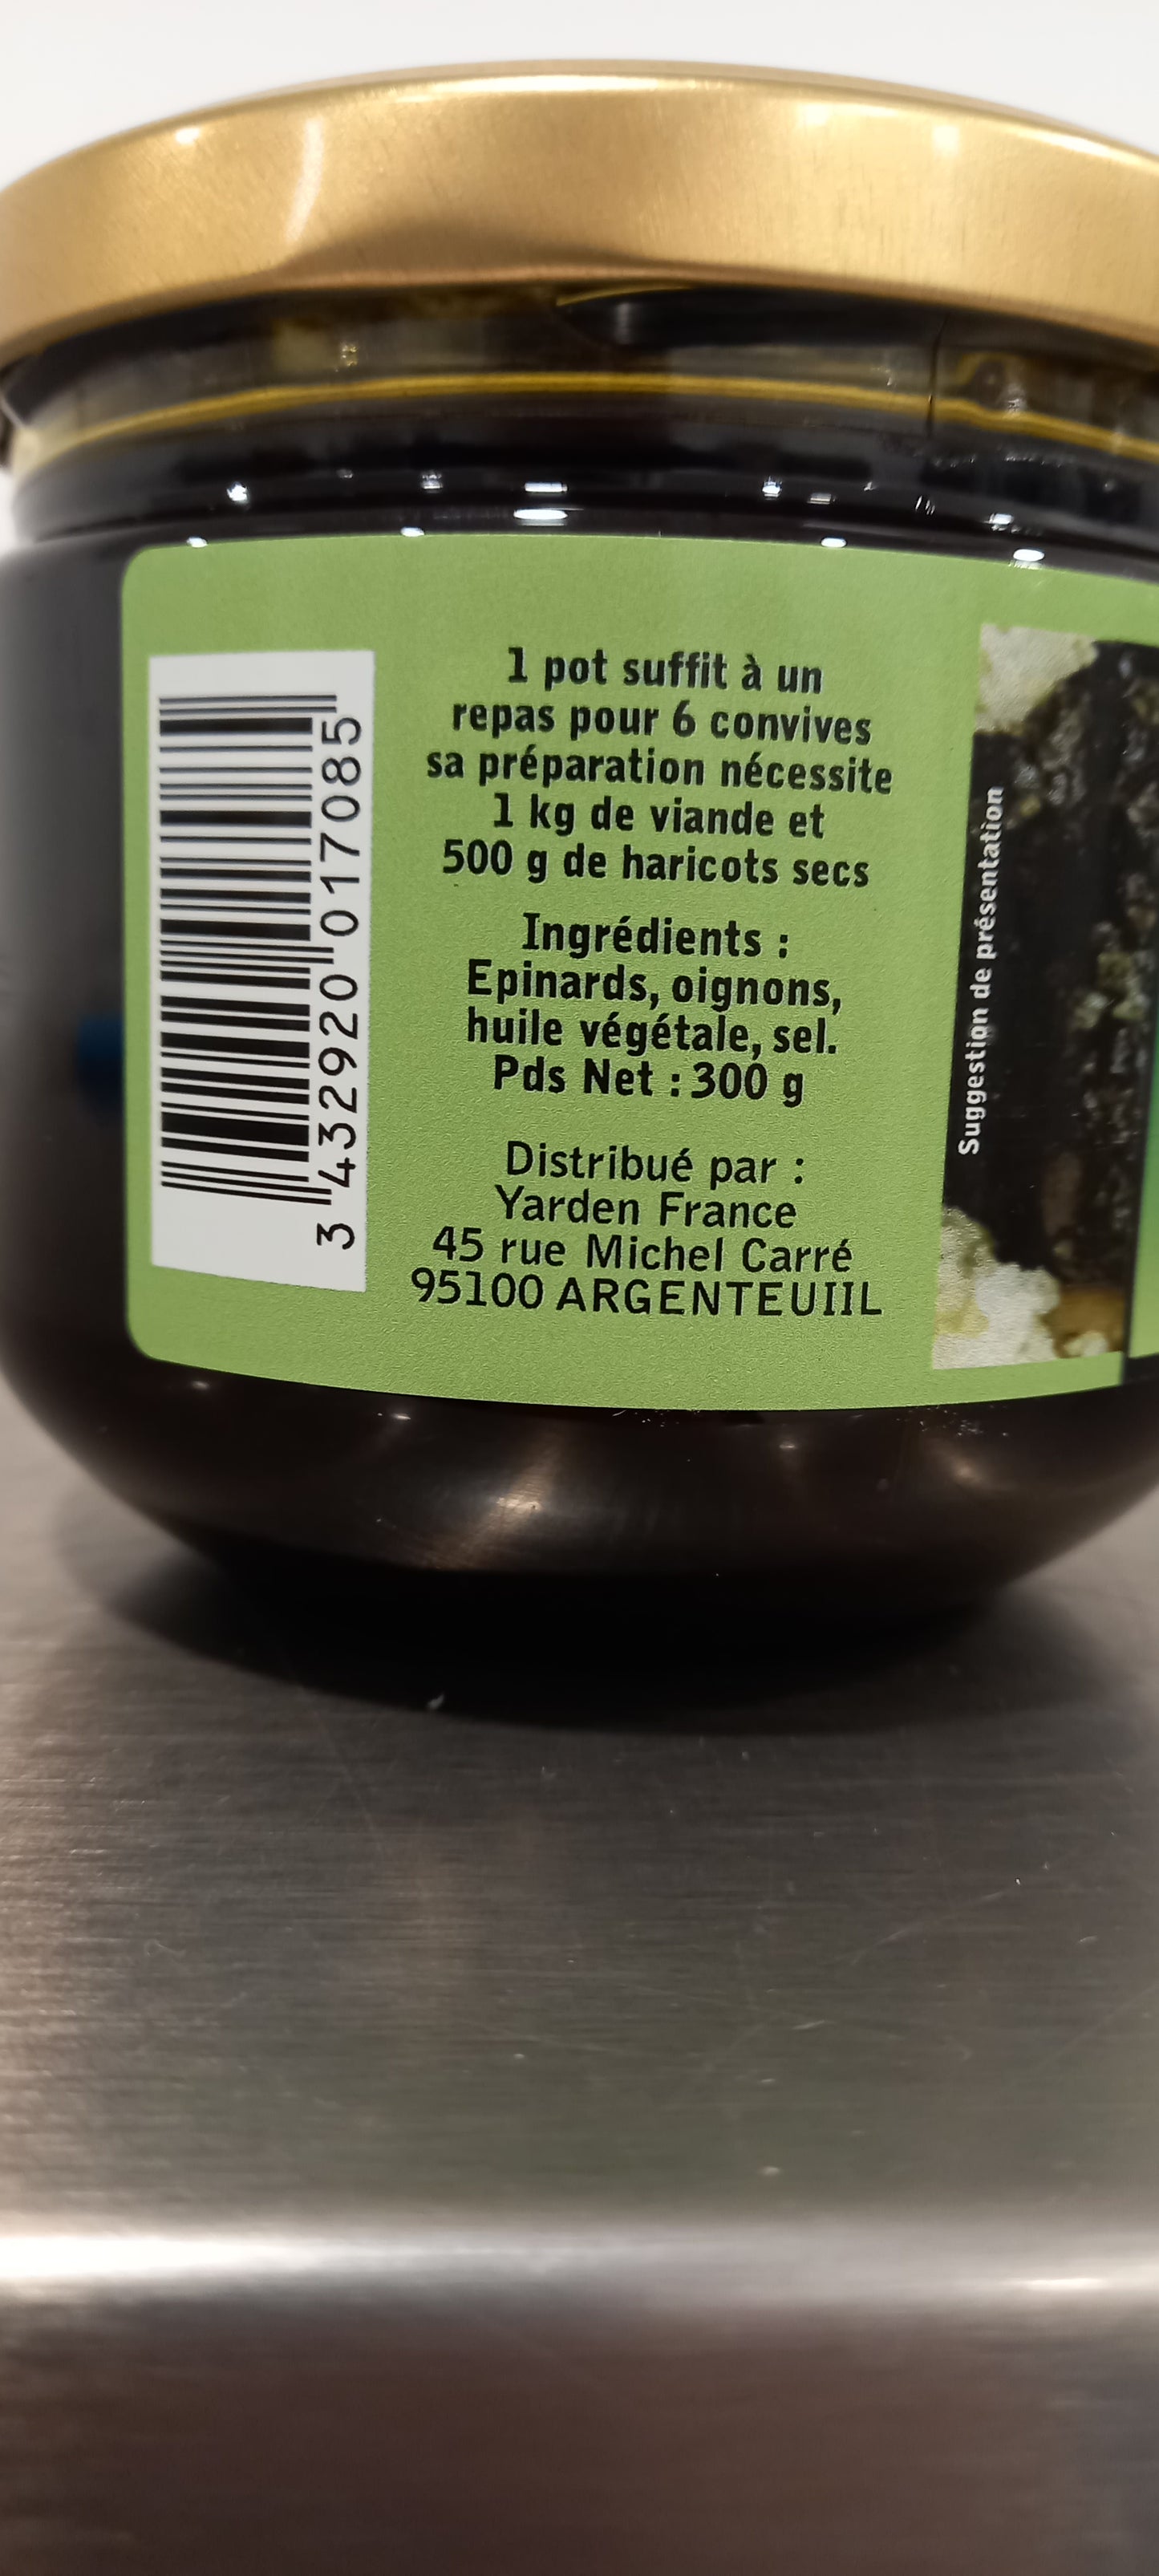 1 pot suffit à un
repas pour 6 convives
sa préparation nécessite
1 kg de viande et
500 g de haricots secs
Ingrédients :
Epinards, oignons,
huile végétale, sel.
Pds Net : 300 g
Distribué par :
Yarden France
45 rue Michel Carré
95100 ARGENTEUIIL
3 432920 017085
Suggestion de présentation